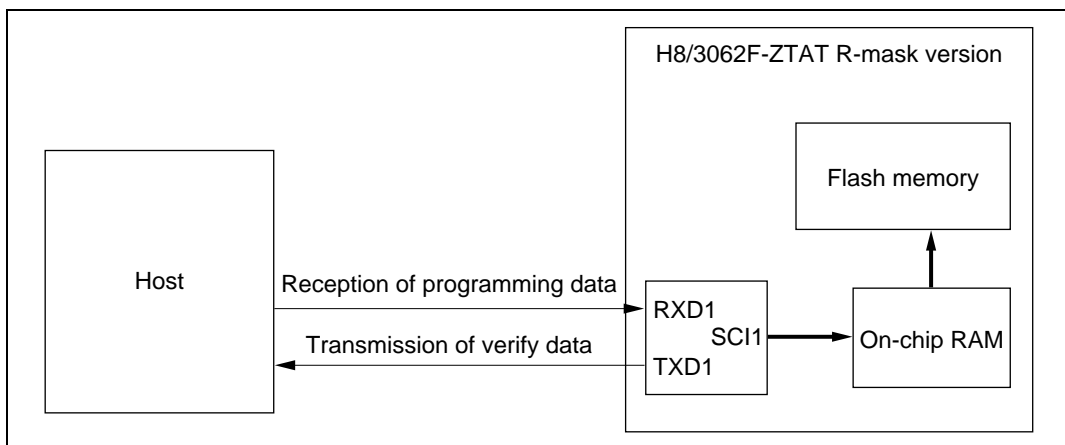 H8/3062F-ZTAT R-mask version
Flash memory
Host
Reception of programming data
RXD1
SCI1
On-chip RAM
Transmission of verify data
TXD1